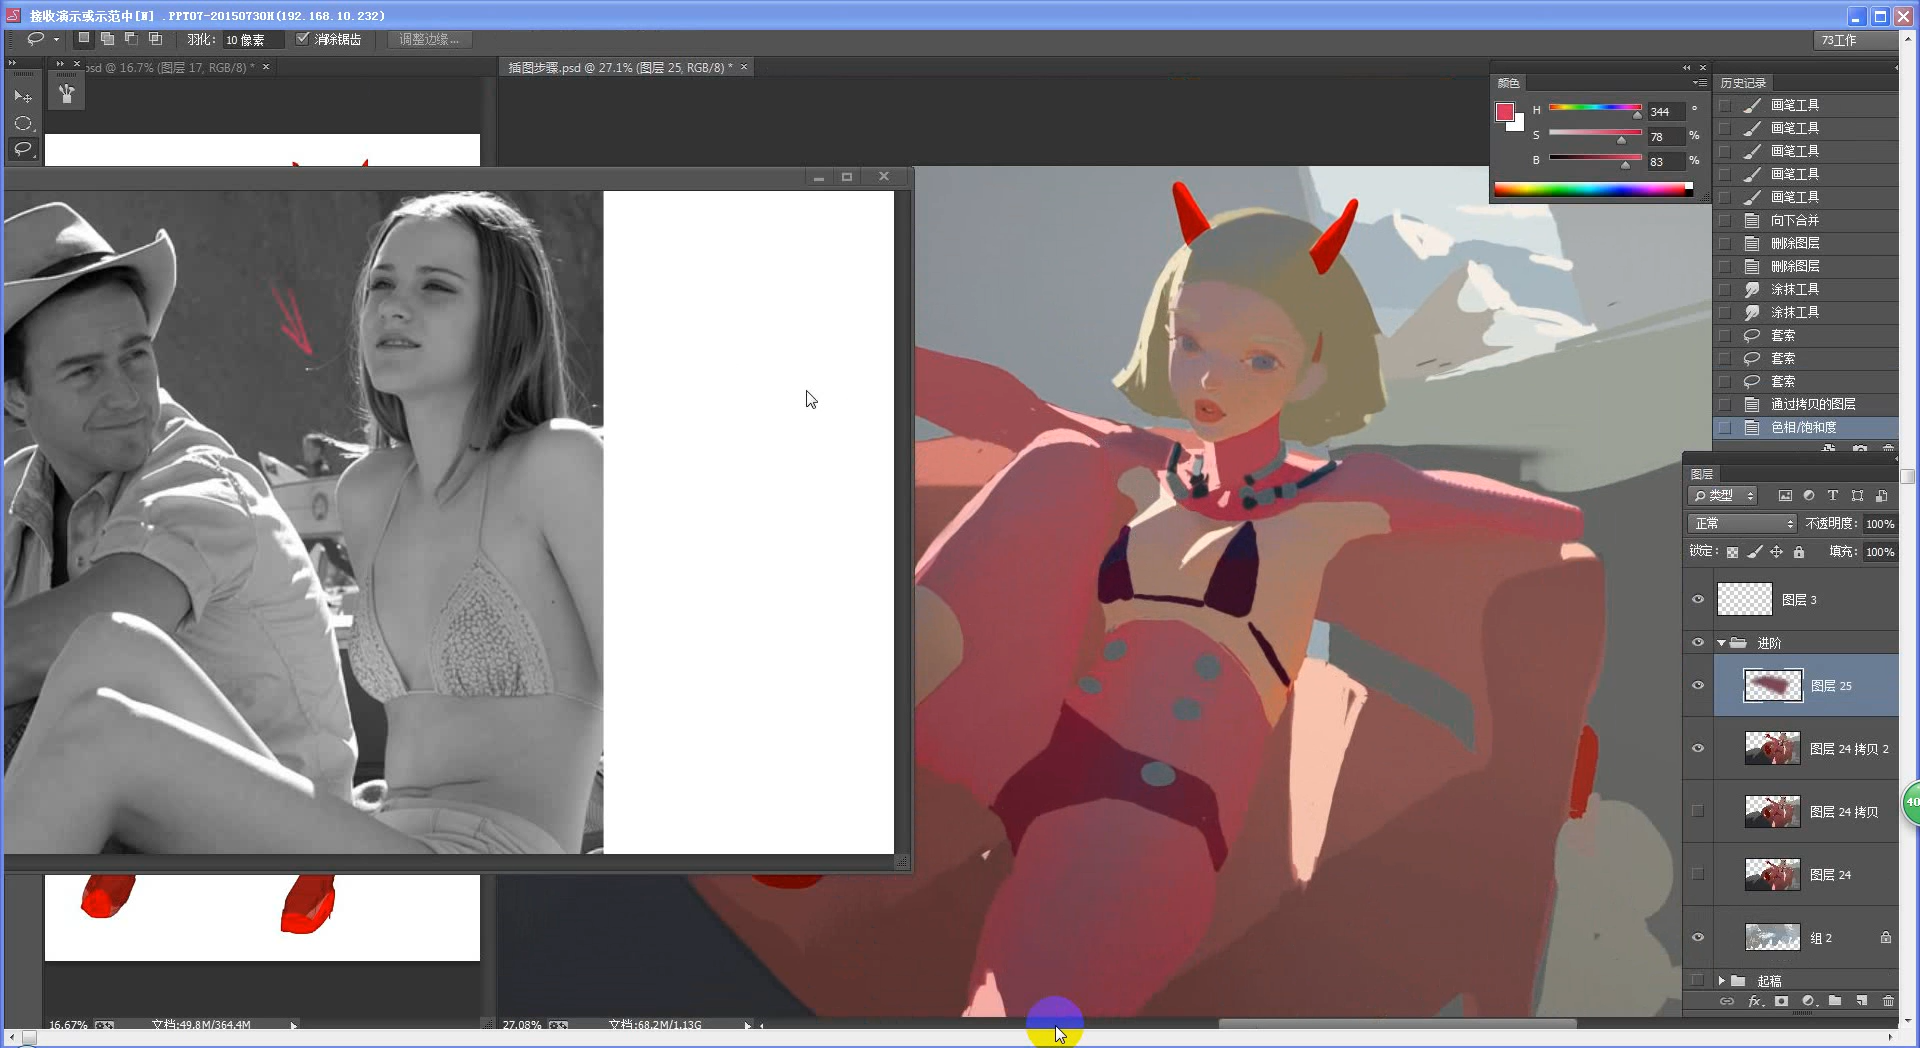 接收演示或示范中[N] .PPT07-20150730H(192.168.10.232)
羽化: 10 像素 消除锯齿 调整边缘... 73工作
psd @ 16.7% (图层 17, RGB/8) * ×
插图步骤.psd @ 27.1% (图层 25, RGB/8) * ×
颜色
H 344 °
S 78 %
B 83 %
历史记录
画笔工具
画笔工具
画笔工具
画笔工具
画笔工具
向下合并
删除图层
删除图层
涂抹工具
涂抹工具
套索
套索
套索
通过拷贝的图层
色相/饱和度
图层
类型
正常 不透明度: 100%
锁定: 填充: 100%
图层 3
进阶
图层 25
图层 24 拷贝 2
图层 24 拷贝
图层 24
组 2
起稿
fx
40
16.67% 文档:49.8M/364.4M
27.08% 文档:68.2M/1.13G